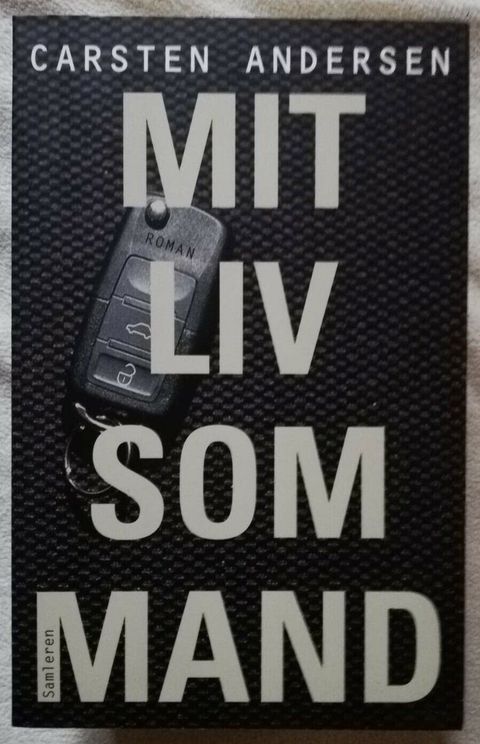 CARSTEN ANDERSEN
MIT
ROMAN
LIV
SOM
MAND
Samleren